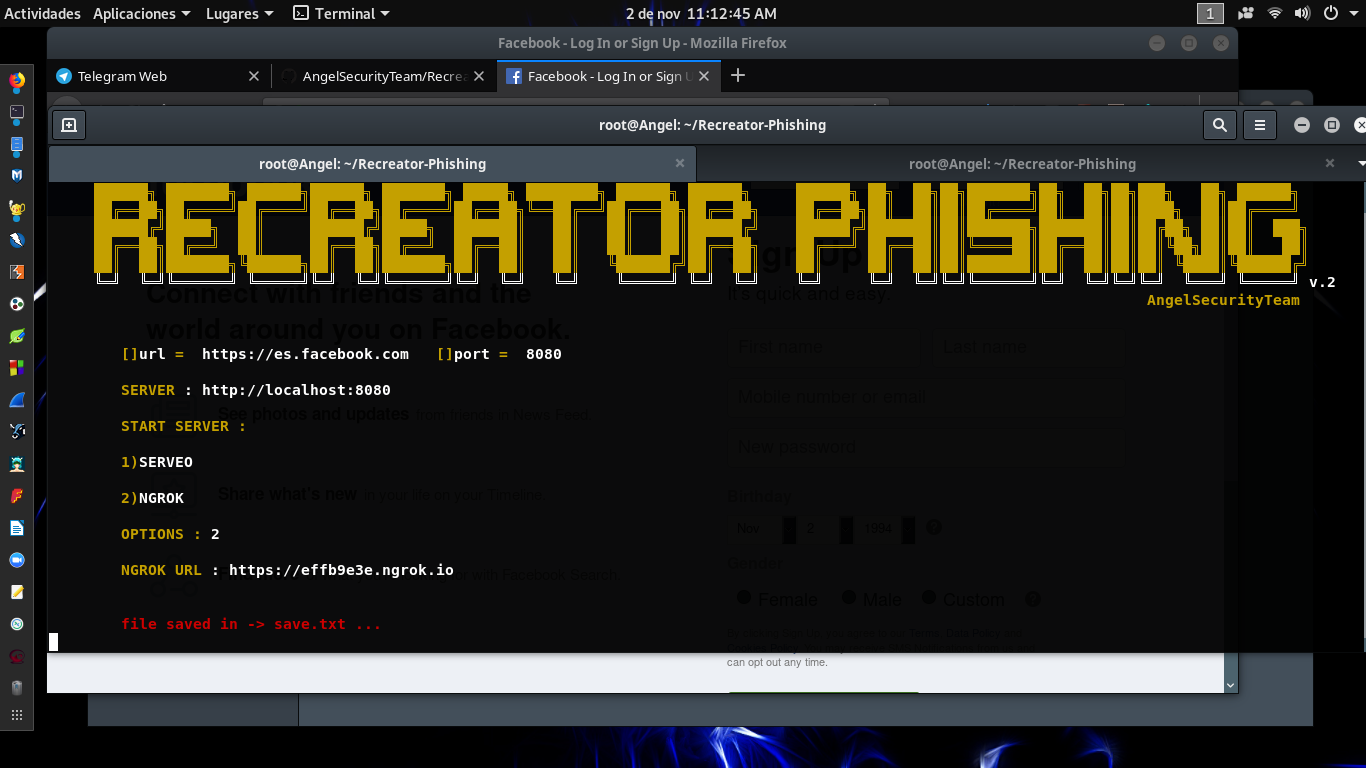 Actividades Aplicaciones Lugares Terminal 2 de nov 11:12:45 AM 1
Facebook - Log In or Sign Up - Mozilla Firefox
Telegram Web AngelSecurityTeam/Recrea Facebook - Log In or Sign U
root@Angel: ~/Recreator-Phishing
root@Angel: ~/Recreator-Phishing root@Angel: ~/Recreator-Phishing
RECREATOR PHISHING
v.2
AngelSecurityTeam
Sign Up
It's quick and easy.
Connect with friends and the
world around you on Facebook.
First name Last name
[]url = https://es.facebook.com []port = 8080
SERVER : http://localhost:8080
Mobile number or email
See photos and updates from friends in News Feed.
START SERVER :
New password
1)SERVEO
2)NGROK
Share what's new in your life on your Timeline.
Birthday
OPTIONS : 2
Nov 2 1994
Gender
NGROK URL : https://effb9e3e.ngrok.io
with Facebook Search
Female Male Custom
file saved in -> save.txt ...
can opt out any time.